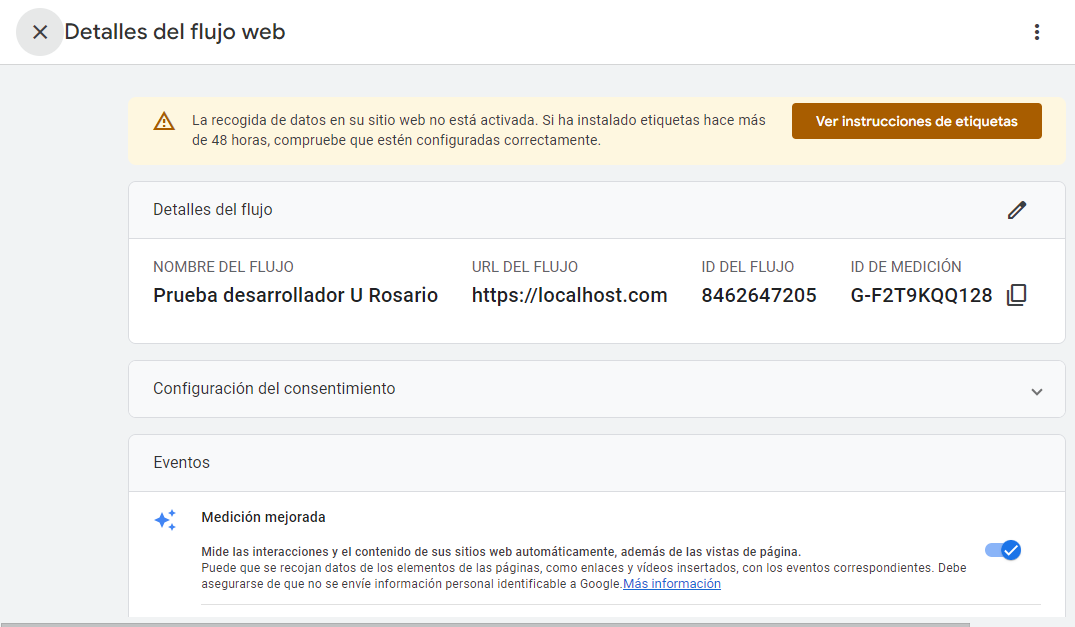 Detalles del flujo web
La recogida de datos en su sitio web no está activada. Si ha instalado etiquetas hace más
de 48 horas, compruebe que estén configuradas correctamente.
Ver instrucciones de etiquetas
Detalles del flujo
NOMBRE DEL FLUJO
Prueba desarrollador U Rosario
URL DEL FLUJO
https://localhost.com
ID DEL FLUJO
8462647205
ID DE MEDICIÓN
G-F2T9KQQ128
Configuración del consentimiento
Eventos
Medición mejorada
Mide las interacciones y el contenido de sus sitios web automáticamente, además de las vistas de página.
Puede que se recojan datos de los elementos de las páginas, como enlaces y vídeos insertados, con los eventos correspondientes. Debe
asegurarse de que no se envíe información personal identificable a Google.Más información